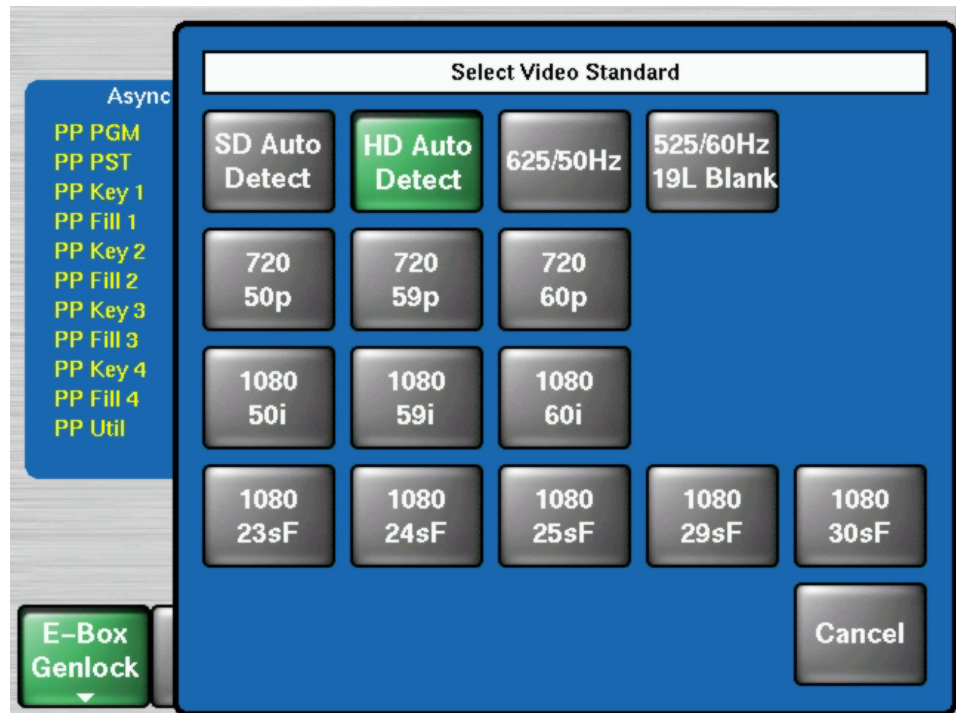 Select Video Standard
Async
PP PGM
PP PST
PP Key 1
PP Fill 1
PP Key 2
PP Fill 2
PP Key 3
PP Fill 3
PP Key 4
PP Fill 4
PP Util
SD Auto
Detect
HD Auto
Detect
625/50Hz
525/60Hz
19L Blank
720
50p
720
59p
720
60p
1080
50i
1080
59i
1080
60i
1080
23sF
1080
24sF
1080
25sF
1080
29sF
1080
30sF
E-Box
Genlock
Cancel